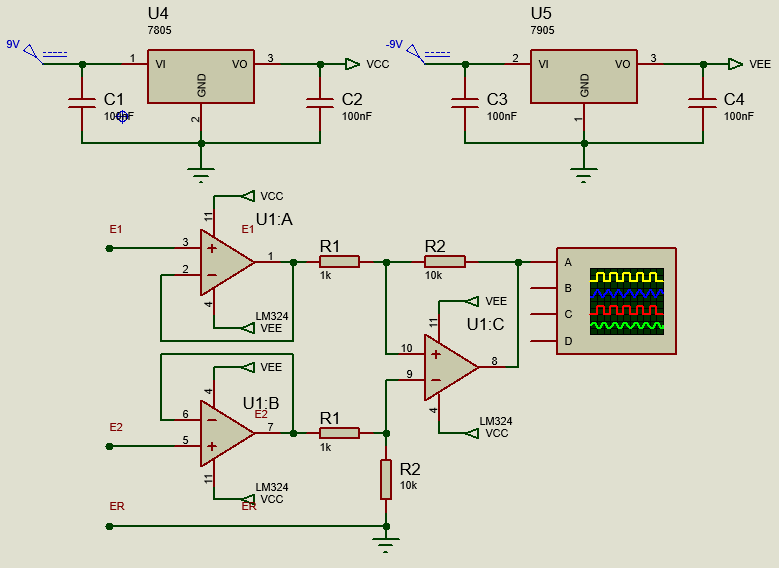 U4
7805
9V
1
VI
VO
3
VCC
GND
2
C1
100nF
C2
100nF
U5
7905
-9V
2
VI
VO
3
VEE
GND
1
C3
100nF
C4
100nF
VCC
11
U1:A
E1
E1
3
2
1
4
LM324
VEE
R1
1k
R2
10k
A
B
C
D
VEE
11
U1:C
10
9
8
4
LM324
VCC
VEE
4
U1:B
E2
E2
6
5
7
11
LM324
VCC
R1
1k
R2
10k
ER
ER